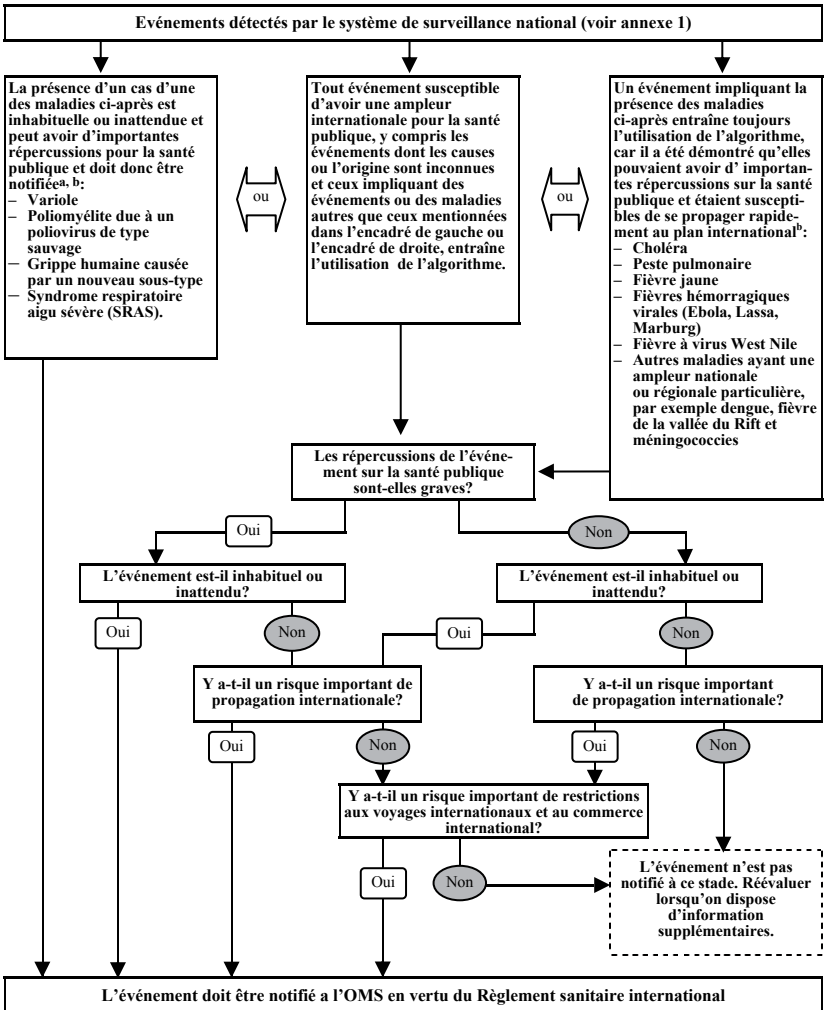 Evénements détectés par le système de surveillance national (voir annexe 1)
La présence d'un cas d'une
des maladies ci-après est
inhabituelle ou inattendue et
peut avoir d'importantes
répercussions pour la santé
publique et doit donc être
notifiéeᵃ, ᵇ:
– Variole
– Poliomyélite due à un
poliovirus de type
sauvage
– Grippe humaine causée
par un nouveau sous-type
– Syndrome respiratoire
aigu sévère (SRAS).
ou
Tout événement susceptible
d'avoir une ampleur
internationale pour la santé
publique, y compris les
événements dont les causes
ou l'origine sont inconnues
et ceux impliquant des
événements ou des maladies
autres que ceux mentionnées
dans l'encadré de gauche ou
l'encadré de droite, entraîne
l'utilisation de l'algorithme.
ou
Un événement impliquant la
présence des maladies
ci-après entraîne toujours
l'utilisation de l'algorithme,
car il a été démontré qu'elles
pouvaient avoir d' importan-
tes répercussions sur la santé
publique et étaient suscepti-
bles de se propager rapide-
ment au plan internationalᵇ:
– Choléra
– Peste pulmonaire
– Fièvre jaune
– Fièvres hémorragiques
virales (Ebola, Lassa,
Marburg)
– Fièvre à virus West Nile
– Autres maladies ayant une
ampleur nationale
ou régionale particulière,
par exemple dengue, fièvre
de la vallée du Rift et
méningococcies
Les répercussions de l'événe-
ment sur la santé publique
sont-elles graves?
Oui
Non
L'événement est-il inhabituel ou
inattendu?
L'événement est-il inhabituel ou
inattendu?
Oui
Non
Oui
Non
Y a-t-il un risque important de
propagation internationale?
Y a-t-il un risque important
de propagation internationale?
Oui
Non
Oui
Non
Y a-t-il un risque important de restrictions
aux voyages internationaux et au commerce
international?
Oui
Non
L'événement n'est pas
notifié à ce stade. Réévaluer
lorsqu'on dispose
d'information
supplémentaires.
L'événement doit être notifié a l'OMS en vertu du Règlement sanitaire international